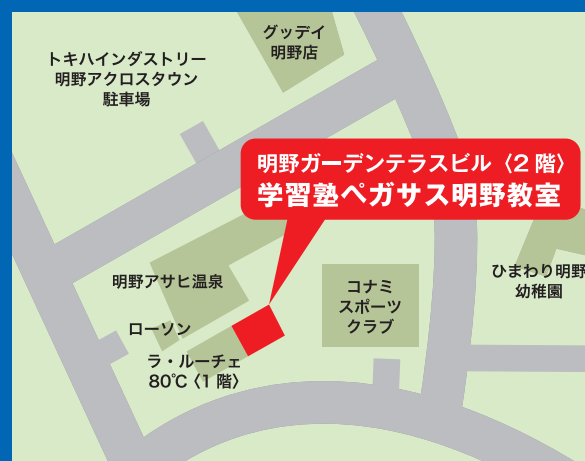 グッデイ
明野店
トキハインダストリー
明野アクロスタウン
駐車場
明野ガーデンテラスビル〈2階〉
学習塾ペガサス明野教室
明野アサヒ温泉
コナミ
スポーツ
クラブ
ひまわり明野
幼稚園
ローソン
ラ・ルーチェ
80℃〈1階〉